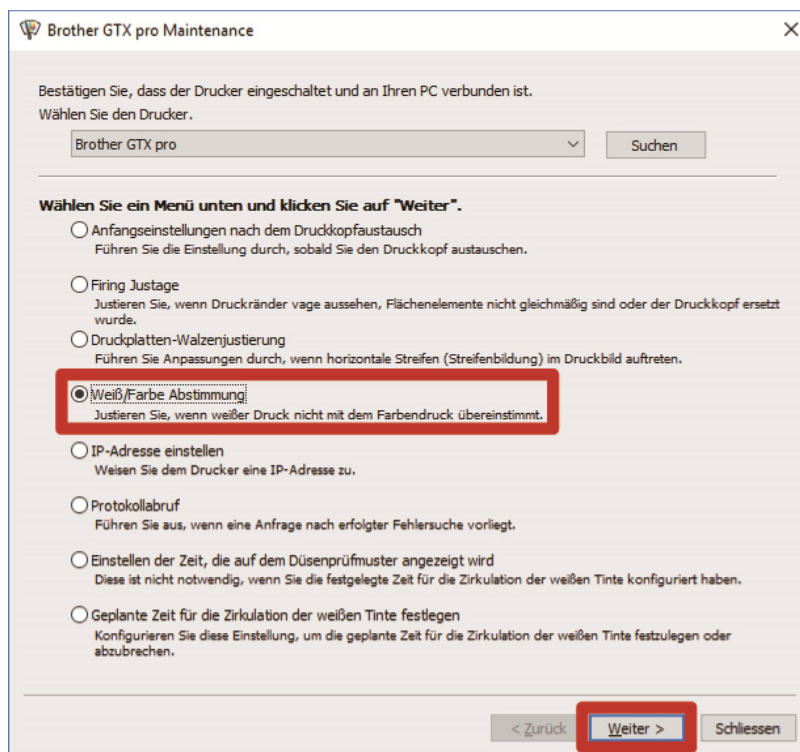 Brother GTX pro Maintenance
Bestätigen Sie, dass der Drucker eingeschaltet und an Ihren PC verbunden ist.
Wählen Sie den Drucker.
Brother GTX pro
Suchen
Wählen Sie ein Menü unten und klicken Sie auf "Weiter".
Anfangseinstellungen nach dem Druckkopfaustausch
Führen Sie die Einstellung durch, sobald Sie den Druckkopf austauschen.
Firing Justage
Justieren Sie, wenn Druckränder vage aussehen, Flächenelemente nicht gleichmäßig sind oder der Druckkopf ersetzt
wurde.
Druckplatten-Walzenjustierung
Führen Sie Anpassungen durch, wenn horizontale Streifen (Streifenbildung) im Druckbild auftreten.
Weiß/Farbe Abstimmung
Justieren Sie, wenn weißer Druck nicht mit dem Farbendruck übereinstimmt.
IP-Adresse einstellen
Weisen Sie dem Drucker eine IP-Adresse zu.
Protokollabruf
Führen Sie aus, wenn eine Anfrage nach erfolgter Fehlersuche vorliegt.
Einstellen der Zeit, die auf dem Düsenprüfmuster angezeigt wird
Diese ist nicht notwendig, wenn Sie die festgelegte Zeit für die Zirkulation der weißen Tinte konfiguriert haben.
Geplante Zeit für die Zirkulation der weißen Tinte festlegen
Konfigurieren Sie diese Einstellung, um die geplante Zeit für die Zirkulation der weißen Tinte festzulegen oder
abzubrechen.
< Zurück
Weiter >
Schliessen